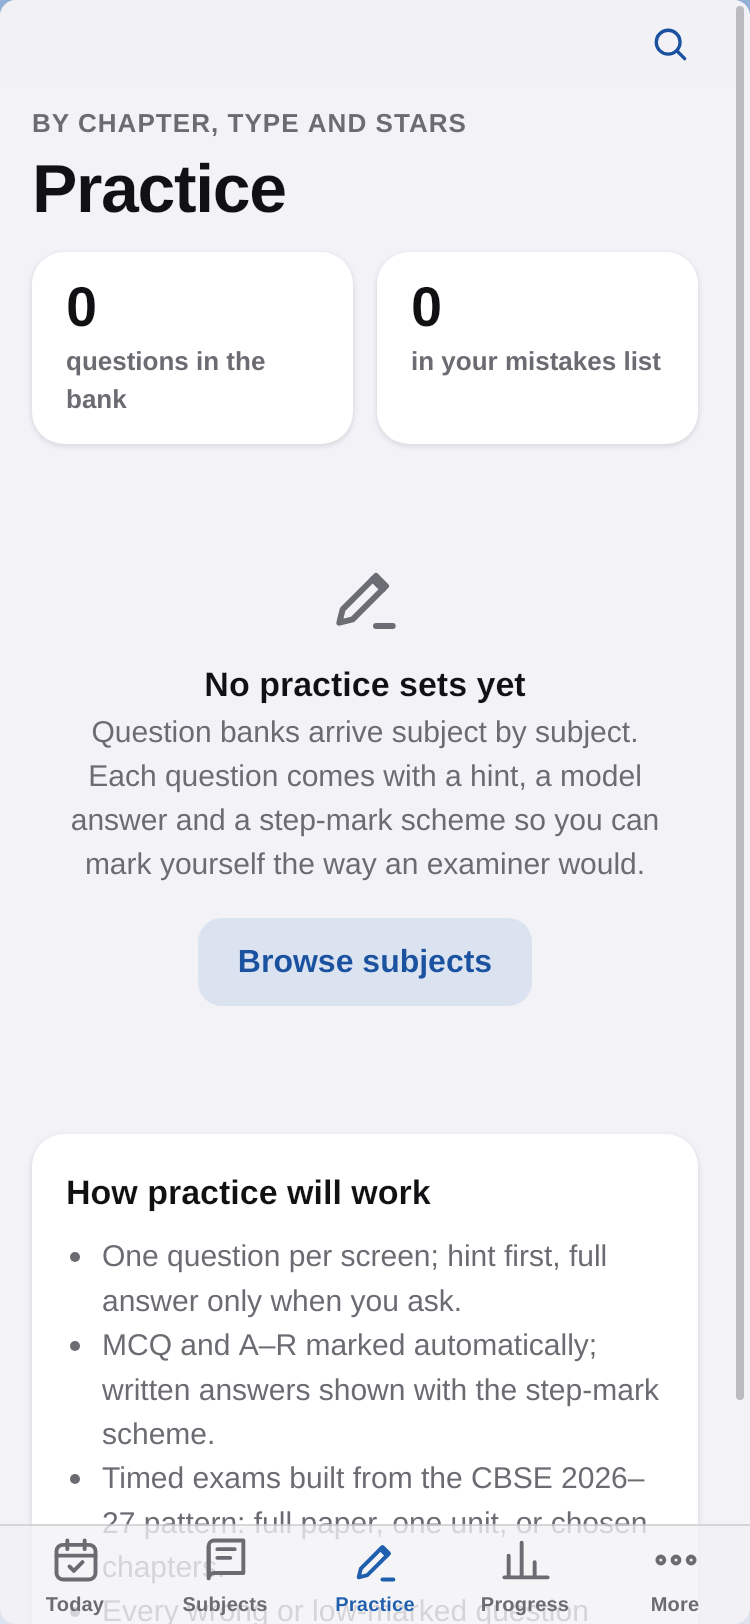 BY CHAPTER, TYPE AND STARS
Practice
0
questions in the
bank
0
in your mistakes list
No practice sets yet
Question banks arrive subject by subject.
Each question comes with a hint, a model
answer and a step-mark scheme so you can
mark yourself the way an examiner would.
Browse subjects
How practice will work
• One question per screen; hint first, full
answer only when you ask.
• MCQ and A–R marked automatically;
written answers shown with the step-mark
scheme.
• Timed exams built from the CBSE 2026–
27 pattern: full paper, one unit, or chosen
chapters.
• Every wrong or low-marked question
Today
Subjects
Practice
Progress
More